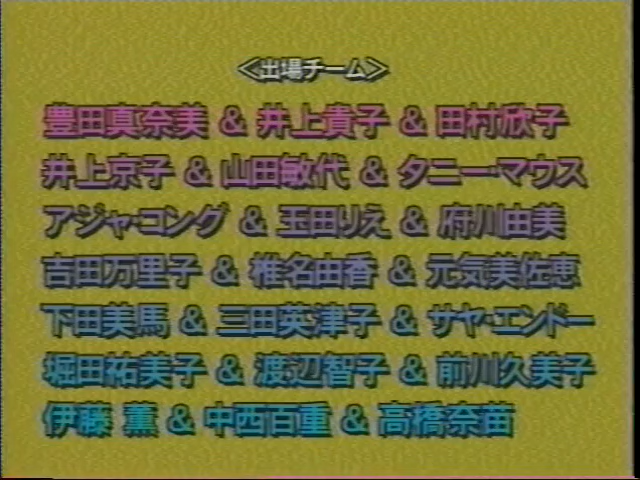 ＜出場チーム＞
豊田真奈美 & 井上貴子 & 田村欣子
井上京子 & 山田敏代 & タニー・マウス
アジャ・コング & 玉田りえ & 府川由美
吉田万里子 & 椎名由香 & 元気美佐恵
下田美馬 & 三田英津子 & サヤ・エンドー
堀田祐美子 & 渡辺智子 & 前川久美子
伊藤 薫 & 中西百重 & 高橋奈苗